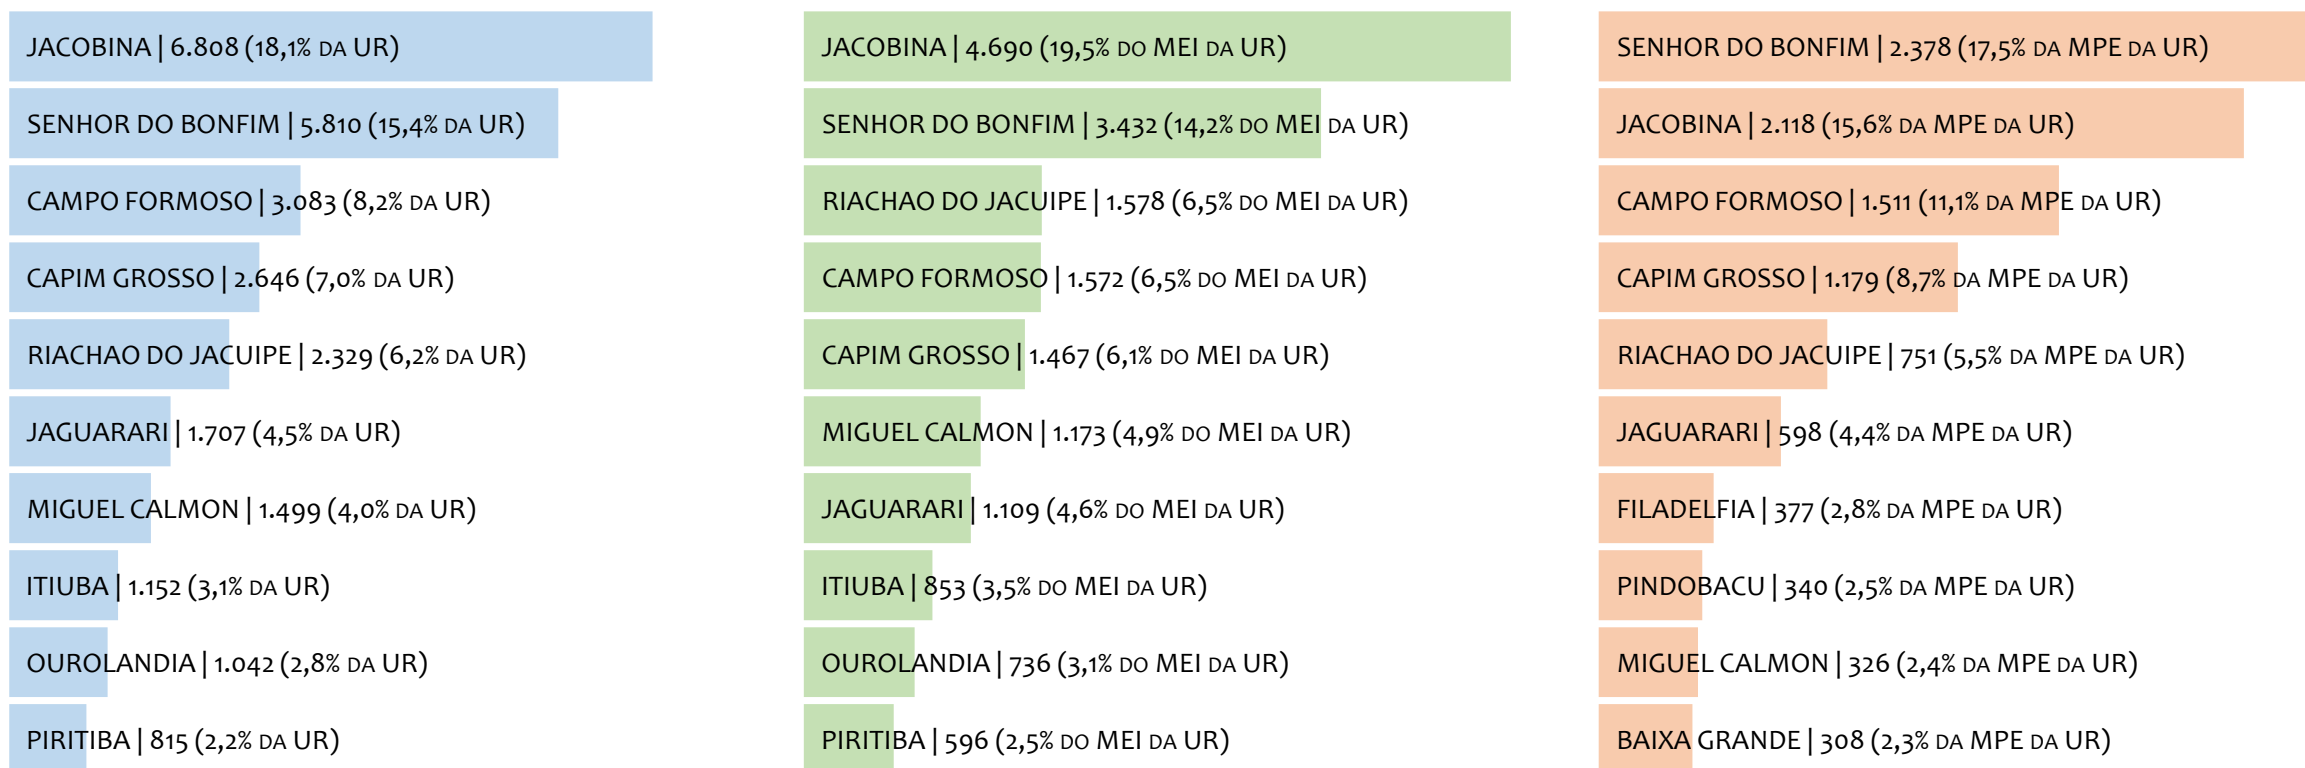 JACOBINA | 6.808 (18,1% DA UR)
SENHOR DO BONFIM | 5.810 (15,4% DA UR)
CAMPO FORMOSO | 3.083 (8,2% DA UR)
CAPIM GROSSO | 2.646 (7,0% DA UR)
RIACHAO DO JACUIPE | 2.329 (6,2% DA UR)
JAGUARARI | 1.707 (4,5% DA UR)
MIGUEL CALMON | 1.499 (4,0% DA UR)
ITIUBA | 1.152 (3,1% DA UR)
OUROLANDIA | 1.042 (2,8% DA UR)
PIRITIBA | 815 (2,2% DA UR)
JACOBINA | 4.690 (19,5% DO MEI DA UR)
SENHOR DO BONFIM | 3.432 (14,2% DO MEI DA UR)
RIACHAO DO JACUIPE | 1.578 (6,5% DO MEI DA UR)
CAMPO FORMOSO | 1.572 (6,5% DO MEI DA UR)
CAPIM GROSSO | 1.467 (6,1% DO MEI DA UR)
MIGUEL CALMON | 1.173 (4,9% DO MEI DA UR)
JAGUARARI | 1.109 (4,6% DO MEI DA UR)
ITIUBA | 853 (3,5% DO MEI DA UR)
OUROLANDIA | 736 (3,1% DO MEI DA UR)
PIRITIBA | 596 (2,5% DO MEI DA UR)
SENHOR DO BONFIM | 2.378 (17,5% DA MPE DA UR)
JACOBINA | 2.118 (15,6% DA MPE DA UR)
CAMPO FORMOSO | 1.511 (11,1% DA MPE DA UR)
CAPIM GROSSO | 1.179 (8,7% DA MPE DA UR)
RIACHAO DO JACUIPE | 751 (5,5% DA MPE DA UR)
JAGUARARI | 598 (4,4% DA MPE DA UR)
FILADELFIA | 377 (2,8% DA MPE DA UR)
PINDOBACU | 340 (2,5% DA MPE DA UR)
MIGUEL CALMON | 326 (2,4% DA MPE DA UR)
BAIXA GRANDE | 308 (2,3% DA MPE DA UR)